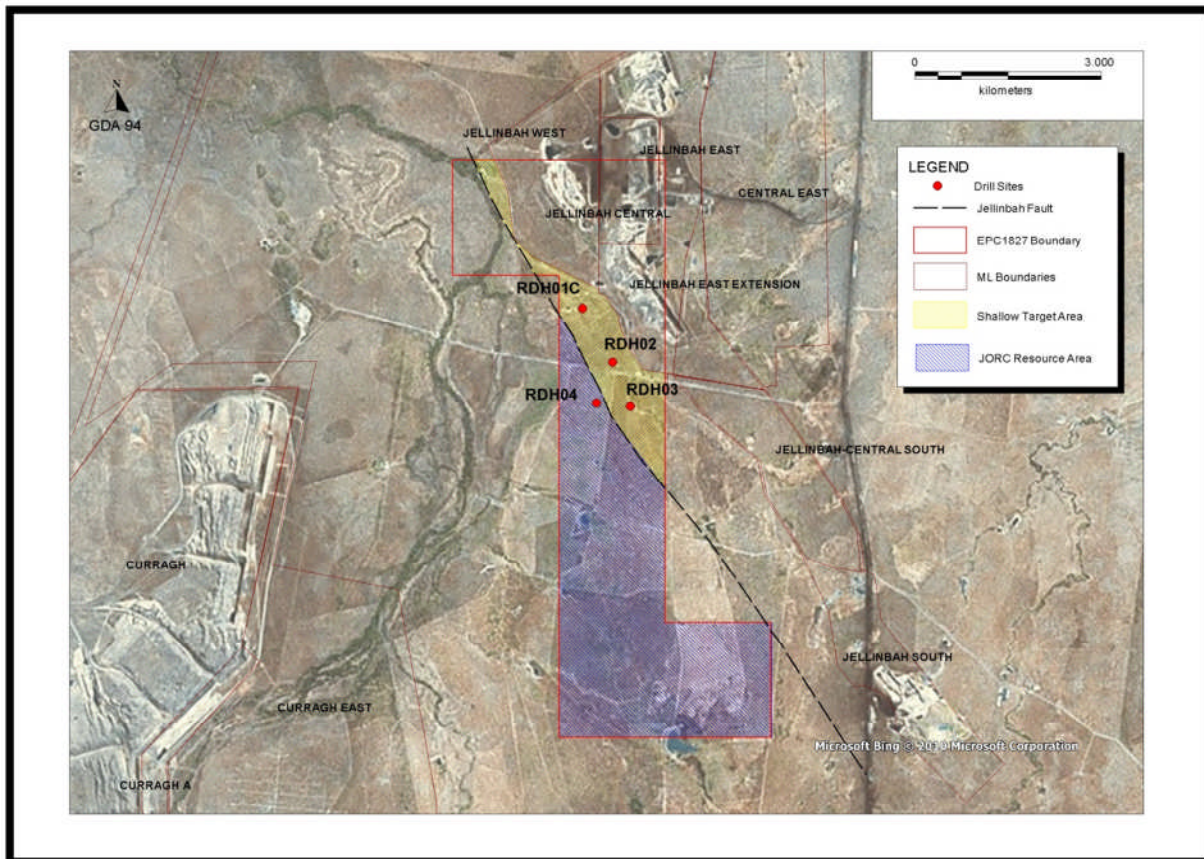 0 3.000
kilometers
N
GDA 94
JELLINBAH WEST
JELLINBAH EAST
CENTRAL EAST
JELLINBAH CENTRAL
JELLINBAH EAST EXTENSION
RDH01C
RDH02
RDH04
RDH03
JELLINBAH-CENTRAL SOUTH
CURRAGH
JELLINBAH SOUTH
CURRAGH EAST
CURRAGH A
LEGEND
Drill Sites
Jellinbah Fault
EPC1827 Boundary
ML Boundaries
Shallow Target Area
JORC Resource Area
Microsoft Bing © 2010 Microsoft Corporation